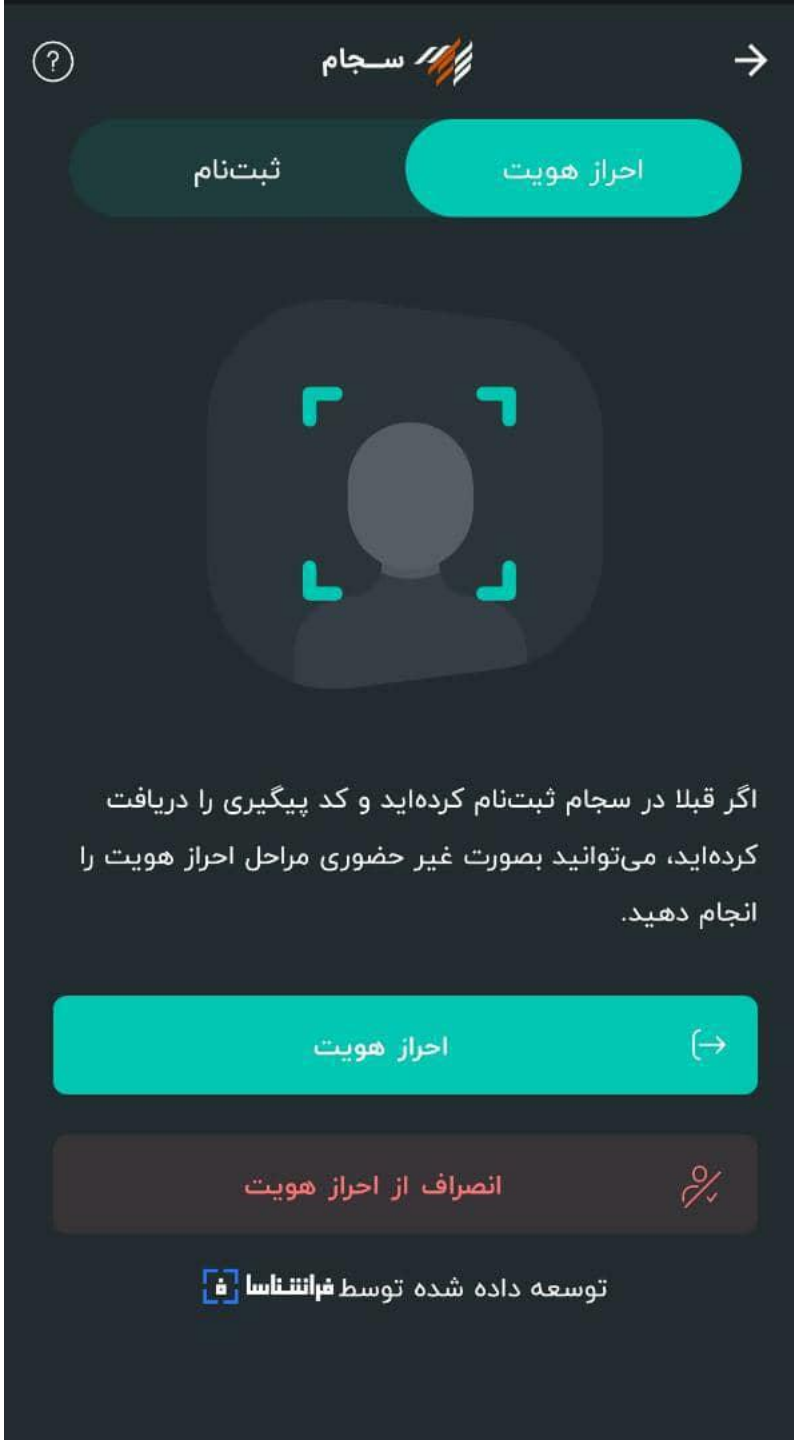 سجام
?
احراز هویت
ثبت‌نام
اگر قبلا در سجام ثبت‌نام کرده‌اید و کد پیگیری را دریافت
کرده‌اید، می‌توانید بصورت غیر حضوری مراحل احراز هویت را
انجام دهید.
احراز هویت
انصراف از احراز هویت
توسعه داده شده توسط فراشناسا ف